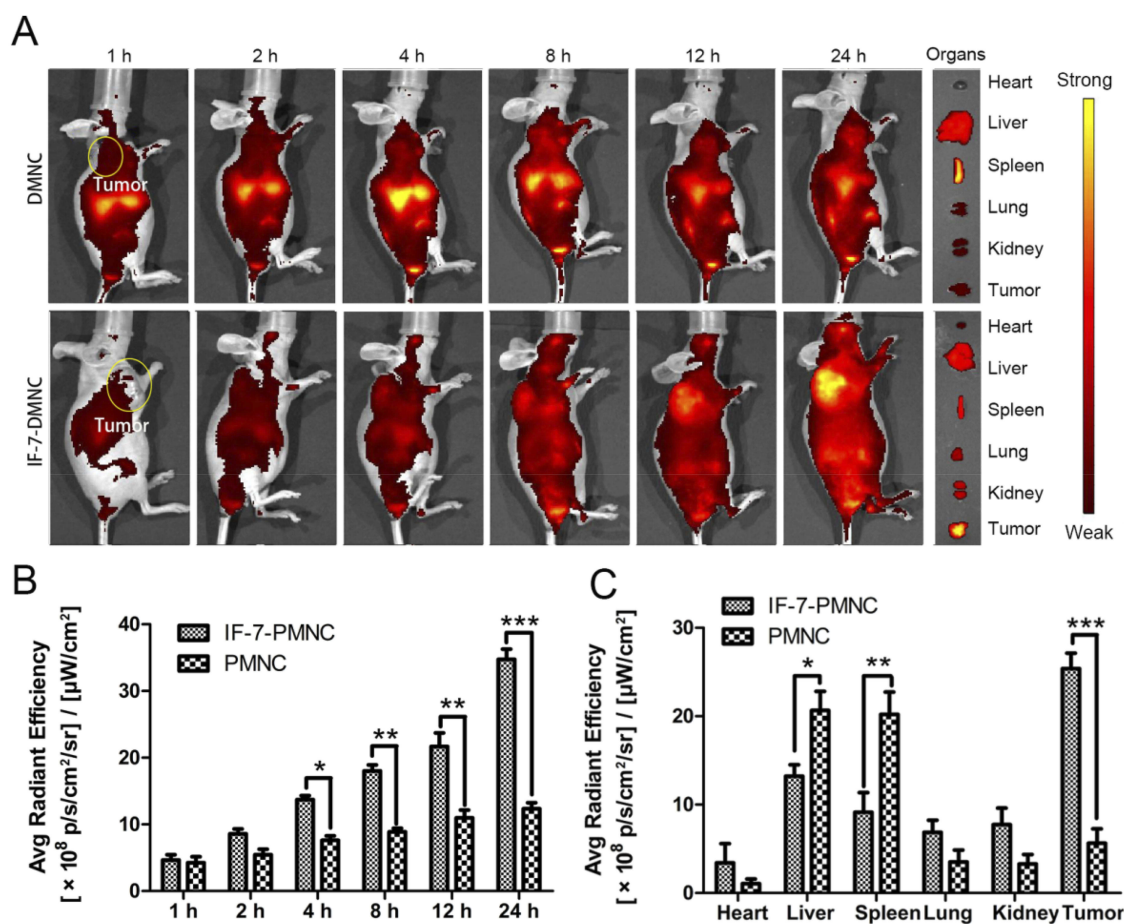 A
1 h 2 h 4 h 8 h 12 h 24 h Organs
DMNC
Tumor
Heart
Liver
Spleen
Lung
Kidney
Tumor
IF-7-DMNC
Tumor
Heart
Liver
Spleen
Lung
Kidney
Tumor
Strong
Weak
B
Avg Radiant Efficiency
[ × 10⁸ p/s/cm²/sr] / [µW/cm²]
40
30
20
10
0
IF-7-PMNC
PMNC
*
**
**
***
1 h 2 h 4 h 8 h 12 h 24 h
C
Avg Radiant Efficiency
[ × 10⁸ p/s/cm²/sr] / [µW/cm²]
30
20
10
0
IF-7-PMNC
PMNC
*
**
***
Heart Liver Spleen Lung Kidney Tumor